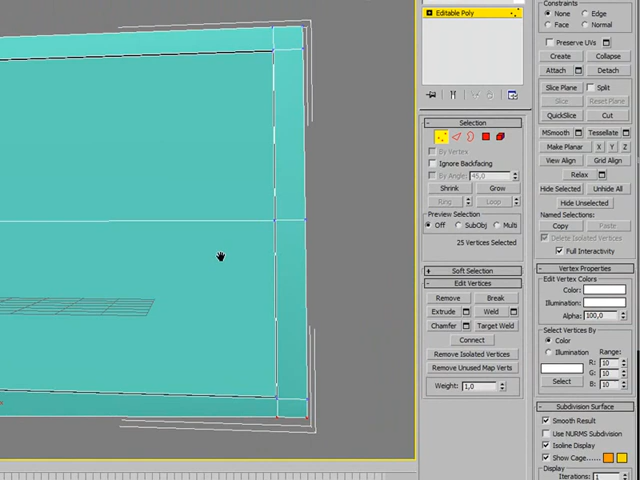 Editable Poly
Selection
By Vertex
Ignore Backfacing
By Angle: 45,0
Shrink Grow
Ring Loop
Preview Selection
Off SubObj Multi
25 Vertices Selected
Soft Selection
Edit Vertices
Remove Break
Extrude Weld
Chamfer Target Weld
Connect
Remove Isolated Vertices
Remove Unused Map Verts
Weight: 1,0
Constraints
None Edge
Face Normal
Preserve UVs
Create Collapse
Attach Detach
Slice Plane Split
Slice Reset Plane
QuickSlice Cut
MSmooth Tessellate
Make Planar X Y Z
View Align Grid Align
Relax
Hide Selected Unhide All
Hide Unselected
Named Selections:
Copy Paste
Delete Isolated Vertices
Full Interactivity
Vertex Properties
Edit Vertex Colors
Color:
Illumination:
Alpha: 100,0
Select Vertices By
Color
Illumination Range:
R: 10
G: 10
B: 10
Select
Subdivision Surface
Smooth Result
Use NURMS Subdivision
Isoline Display
Show Cage......
Display
Iterations: 1